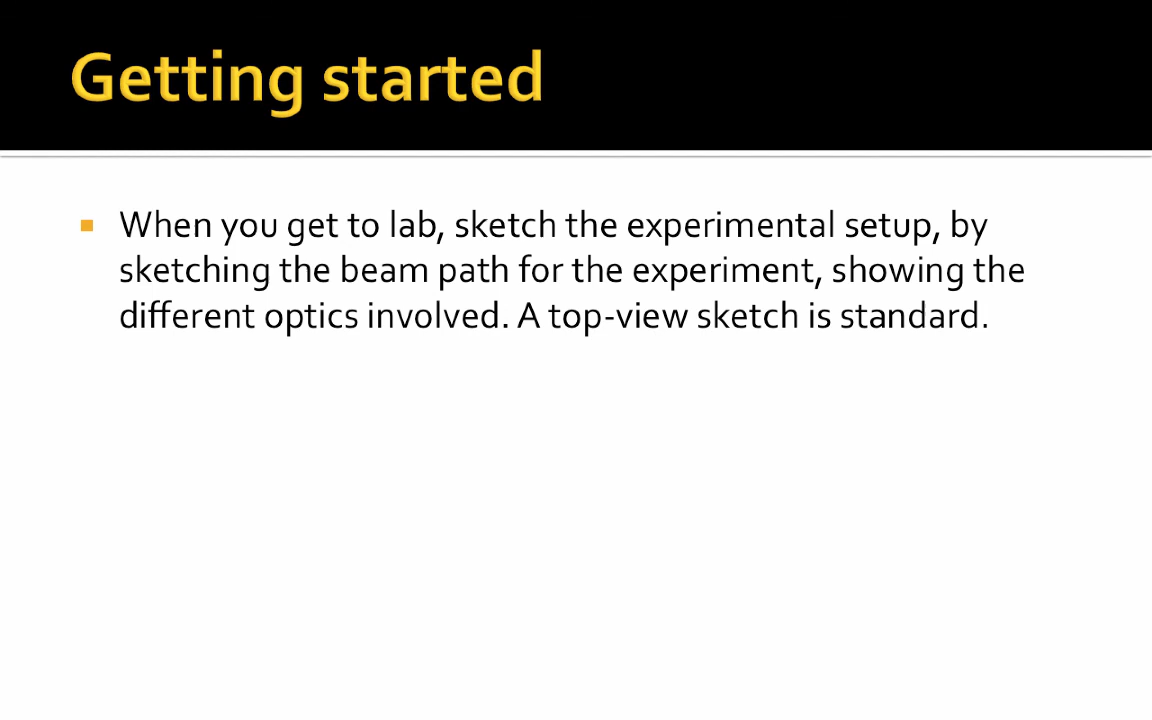 Getting started
When you get to lab, sketch the experimental setup, by
sketching the beam path for the experiment, showing the
different optics involved. A top-view sketch is standard.